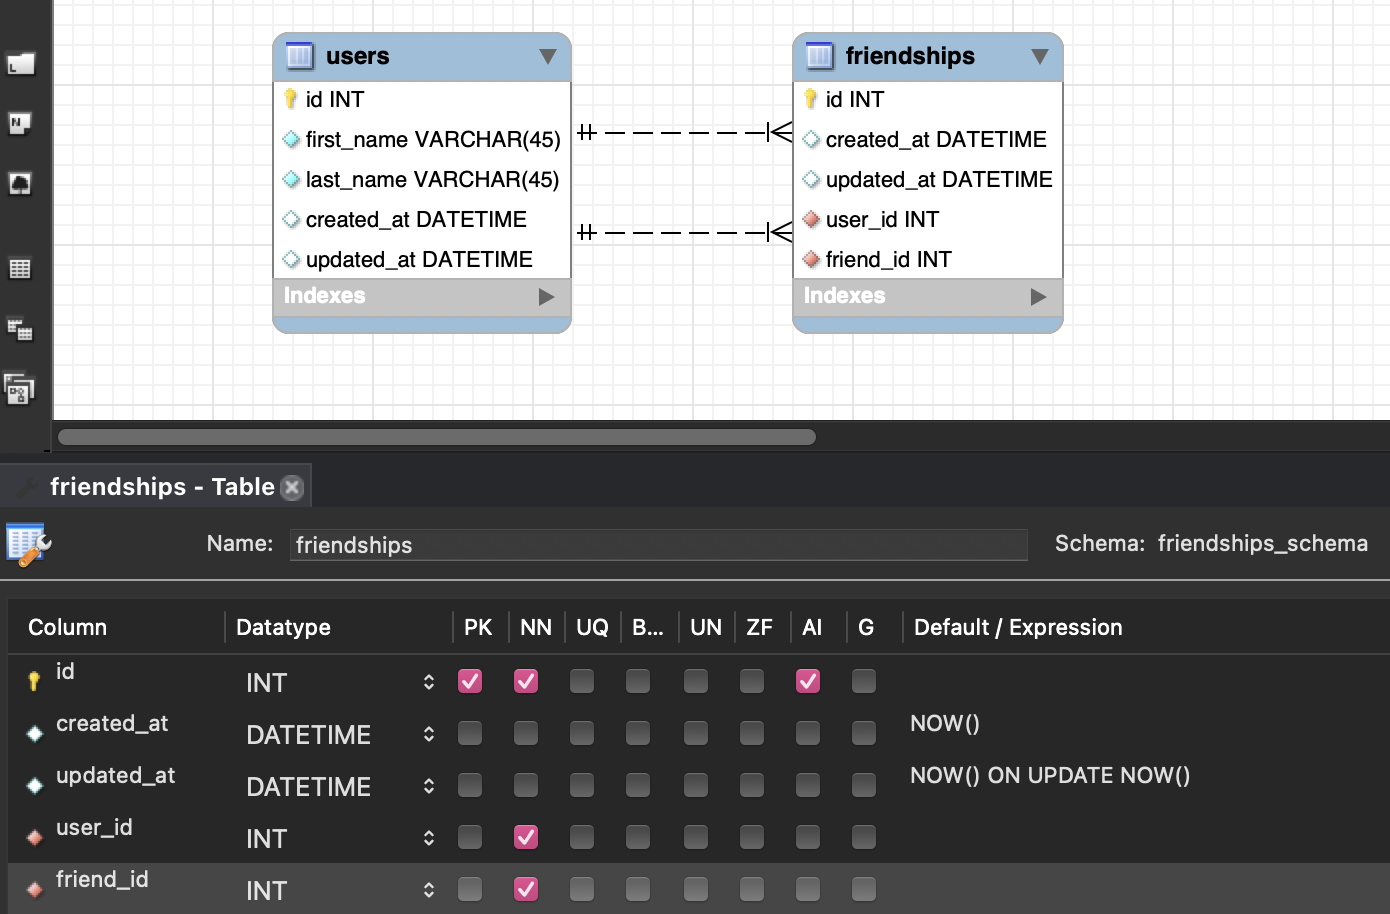 users
id INT
first_name VARCHAR(45)
last_name VARCHAR(45)
created_at DATETIME
updated_at DATETIME
Indexes
friendships
id INT
created_at DATETIME
updated_at DATETIME
user_id INT
friend_id INT
Indexes
friendships - Table
Name: friendships Schema: friendships_schema
Column Datatype PK NN UQ B... UN ZF AI G Default / Expression
id INT
created_at DATETIME NOW()
updated_at DATETIME NOW() ON UPDATE NOW()
user_id INT
friend_id INT